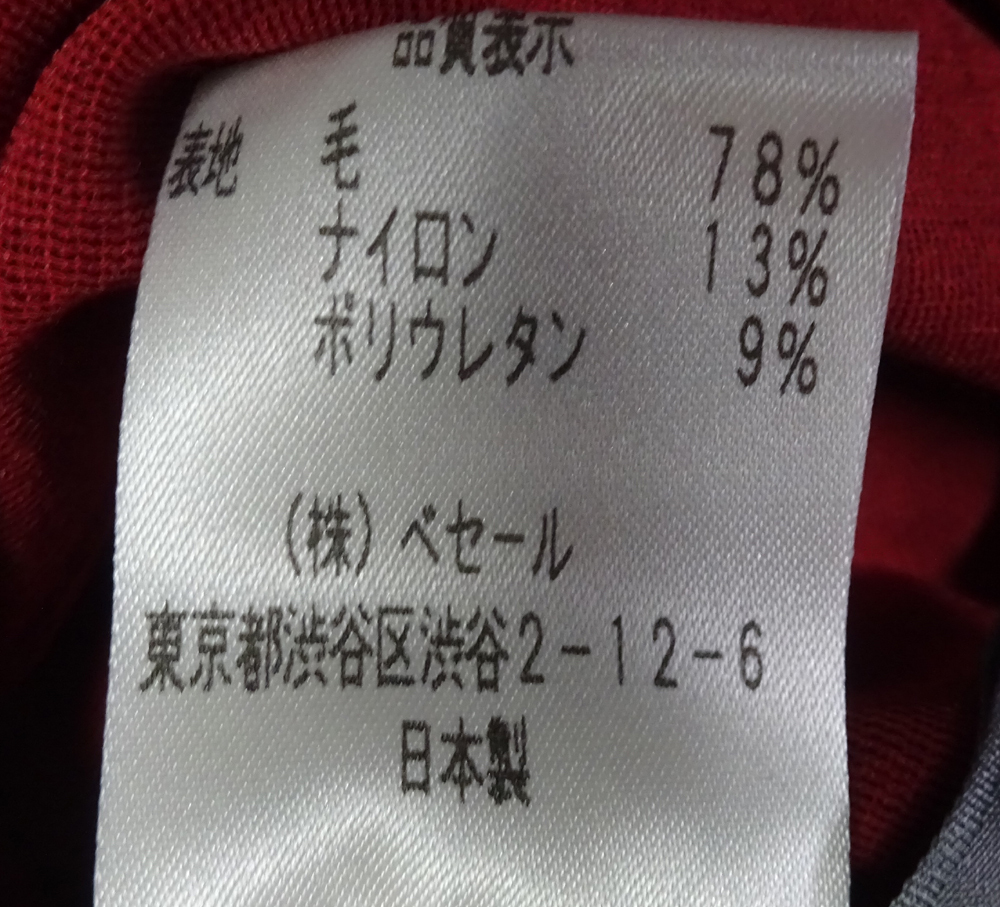 品質表示
表地 毛 78%
ナイロン 13%
ポリウレタン 9%
(株)ベセール
東京都渋谷区渋谷2-12-6
日本製